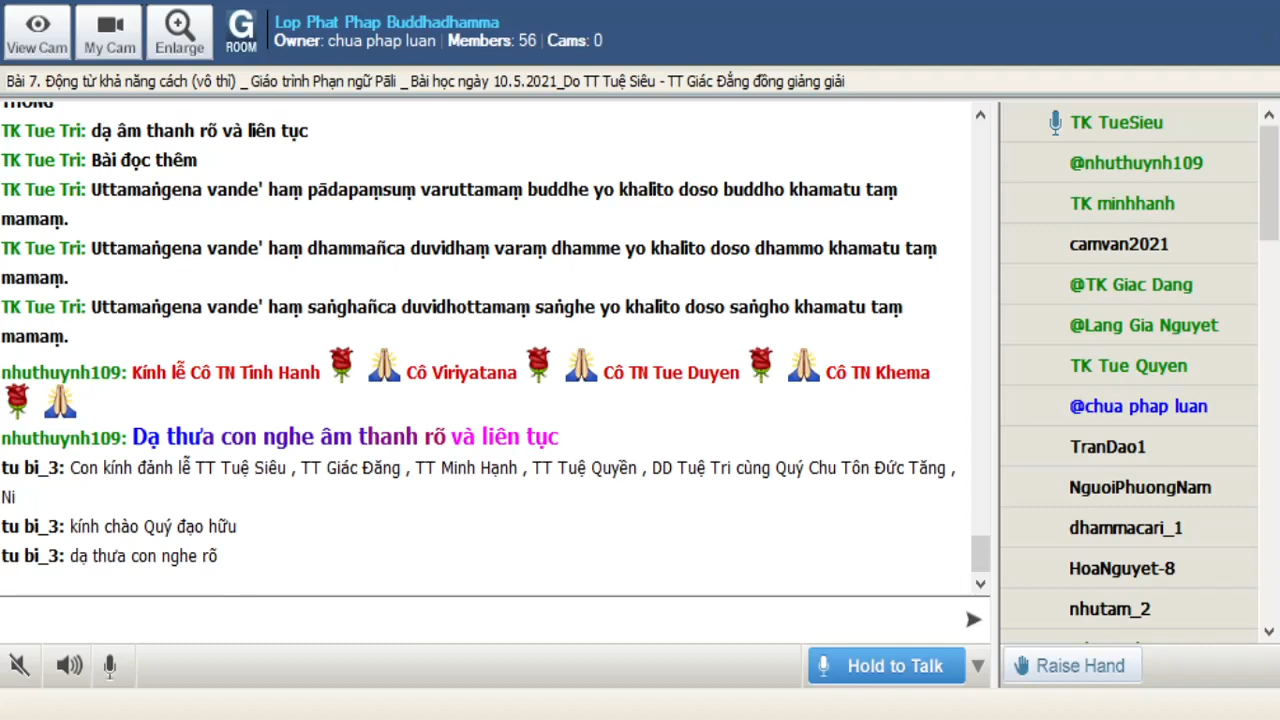 View Cam
My Cam
Enlarge
G
ROOM
Lop Phat Phap Buddhadhamma
Owner: chua phap luan | Members: 56 | Cams: 0
Bài 7. Động từ khả năng cách (vô thì) _ Giáo trình Phạn ngữ Pāli _ Bài học ngày 10.5.2021_Do TT Tuệ Siêu - TT Giác Đẳng đồng giảng giải
THONG
TK Tue Tri: dạ âm thanh rõ và liên tục
TK Tue Tri: Bài đọc thêm
TK Tue Tri: Uttamaṅgena vande' haṃ pādapaṃsuṃ varuttamaṃ buddhe yo khalito doso buddho khamatu taṃ
mamaṃ.
TK Tue Tri: Uttamaṅgena vande' haṃ dhammañca duvidhaṃ varaṃ dhamme yo khalito doso dhammo khamatu taṃ
mamaṃ.
TK Tue Tri: Uttamaṅgena vande' haṃ saṅghañca duvidhottamaṃ saṅghe yo khalito doso saṅgho khamatu taṃ
mamaṃ.
nhuthuynh109: Kính lễ Cô TN Tinh Hanh 🌹 🙏 Cô Viriyatana 🌹 🙏 Cô TN Tue Duyen 🌹 🙏 Cô TN Khema
🌹 🙏
nhuthuynh109: Dạ thưa con nghe âm thanh rõ và liên tục
tu bi_3: Con kính đảnh lễ TT Tuệ Siêu , TT Giác Đăng , TT Minh Hạnh , TT Tuệ Quyền , DD Tuệ Tri cùng Quý Chu Tôn Đức Tăng ,
Ni
tu bi_3: kính chào Quý đạo hữu
tu bi_3: dạ thưa con nghe rõ
Hold to Talk
TK TueSieu
@nhuthuynh109
TK minhhanh
camvan2021
@TK Giac Dang
@Lang Gia Nguyet
TK Tue Quyen
@chua phap luan
TranDao1
NguoiPhuongNam
dhammacari_1
HoaNguyet-8
nhutam_2
Raise Hand